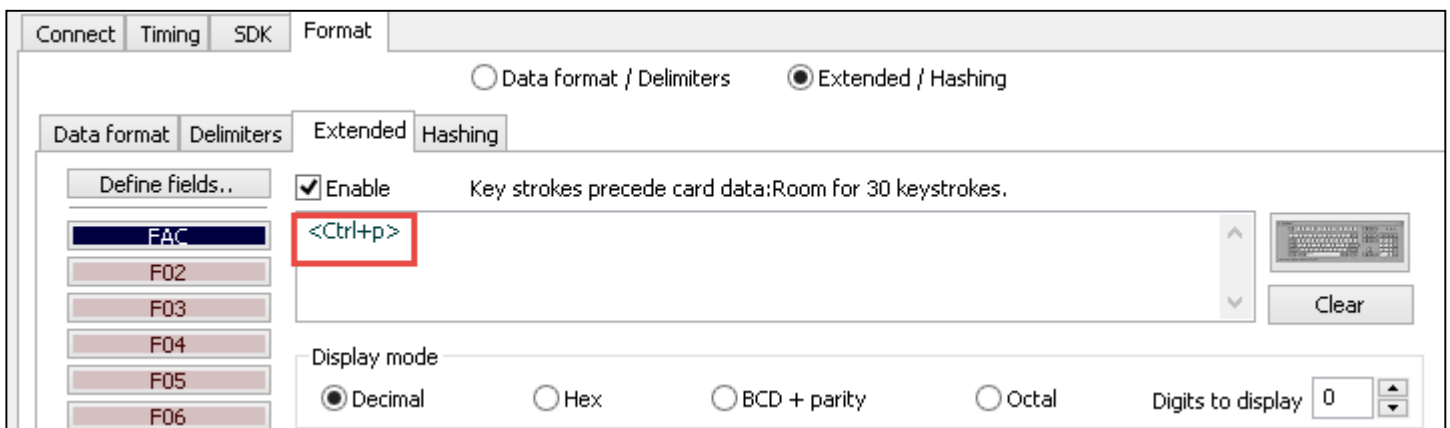 Connect Timing SDK Format
Data format / Delimiters Extended / Hashing
Data format Delimiters Extended Hashing
Define fields.. Enable Key strokes precede card data:Room for 30 keystrokes.
FAC <Ctrl+p>
F02
F03 Clear
F04
Display mode
F05
Decimal Hex BCD + parity Octal Digits to display 0
F06